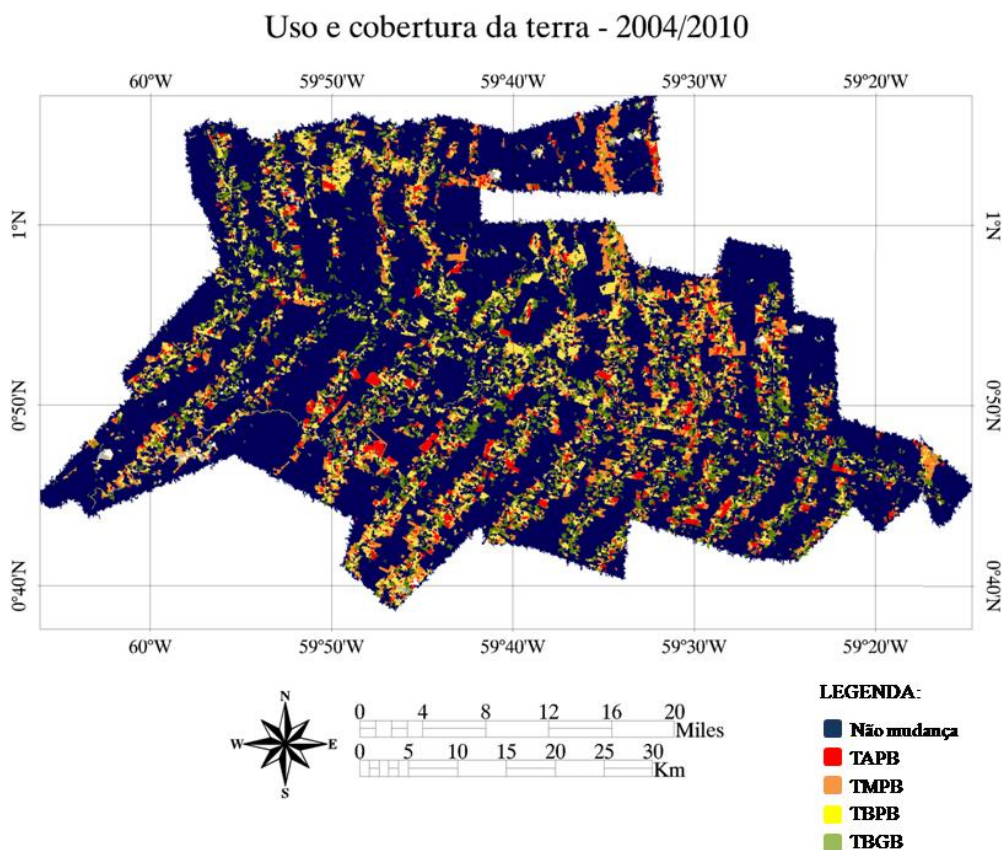 Uso e cobertura da terra - 2004/2010
60°W 59°50'W 59°40'W 59°30'W 59°20'W
1°N 1°N
0°50'N 0°50'N
0°40'N 0°40'N
60°W 59°50'W 59°40'W 59°30'W 59°20'W
N
W E
S
0 4 8 12 16 20
Miles
0 5 10 15 20 25 30
Km
LEGENDA:
Não mudança
TAPB
TMPB
TBPB
TBGB